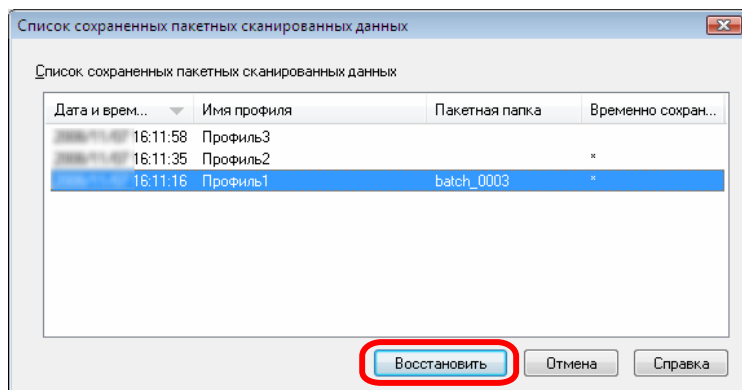 Список сохраненных пакетных сканированных данных
Список сохраненных пакетных сканированных данных
Дата и врем... Имя профиля Пакетная папка Временно сохран...
16:11:58 Профиль3
16:11:35 Профиль2 *
16:11:16 Профиль1 batch_0003 *
Восстановить Отмена Справка